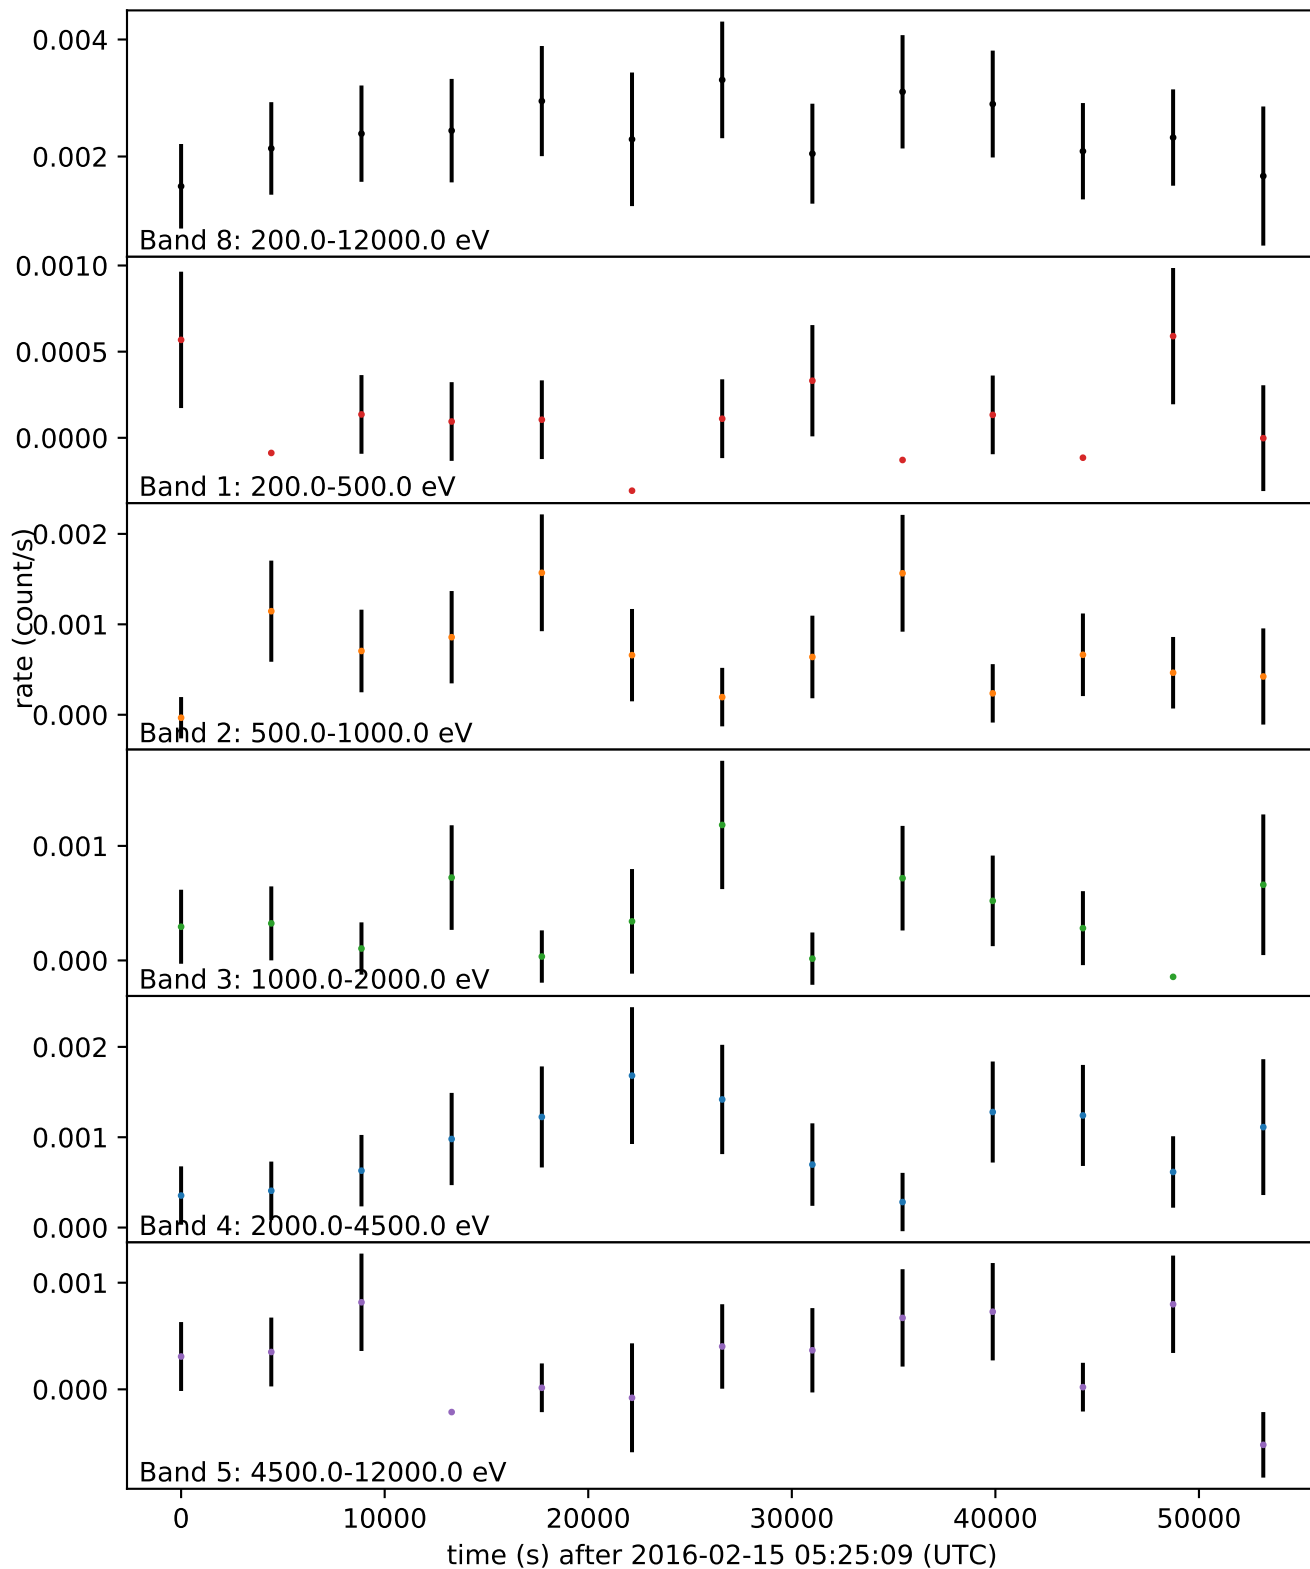 0.004
0.002
Band 8: 200.0-12000.0 eV
0.0010
0.0005
0.0000
Band 1: 200.0-500.0 eV
rate (count/s)
0.002
0.001
0.000
Band 2: 500.0-1000.0 eV
0.001
0.000
Band 3: 1000.0-2000.0 eV
0.002
0.001
0.000
Band 4: 2000.0-4500.0 eV
0.001
0.000
Band 5: 4500.0-12000.0 eV
0 10000 20000 30000 40000 50000
time (s) after 2016-02-15 05:25:09 (UTC)